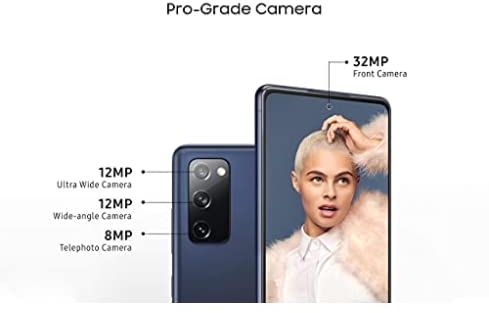 Pro-Grade Camera
32MP
Front Camera
12MP
Ultra Wide Camera
12MP
Wide-angle Camera
8MP
Telephoto Camera